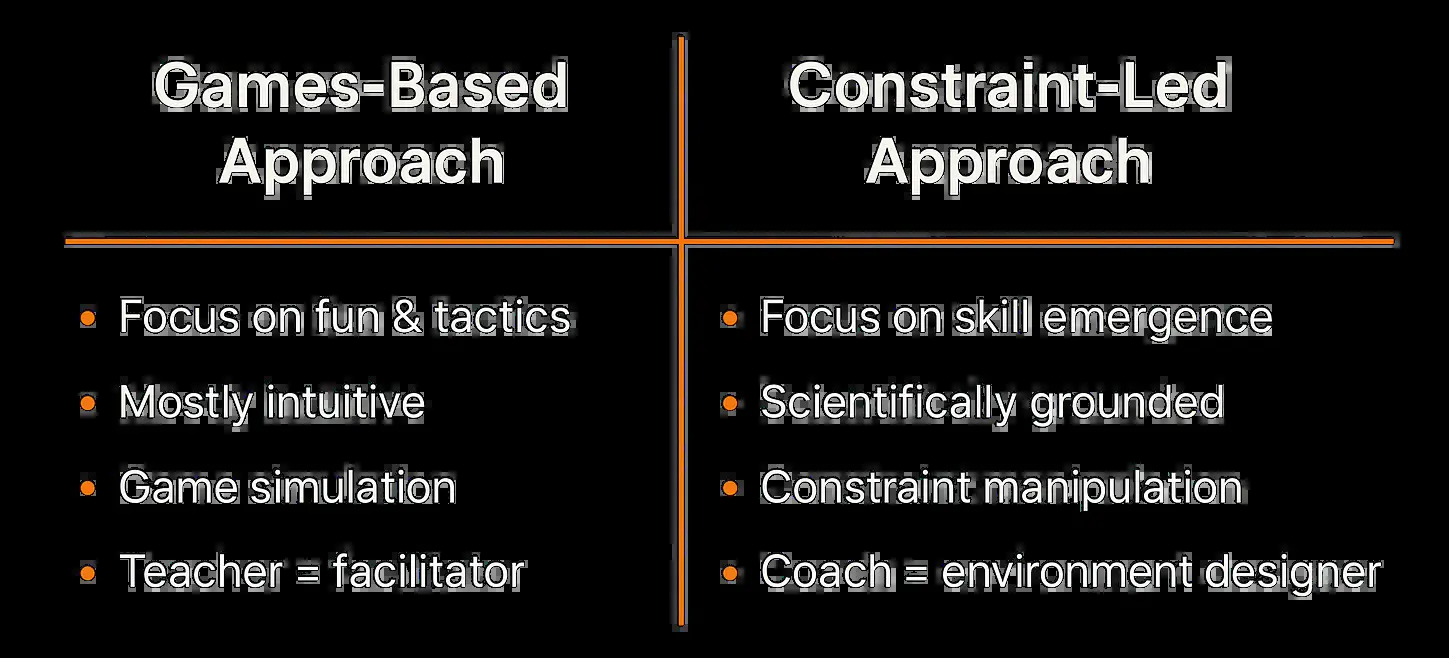 Games-Based
Approach
Constraint-Led
Approach
• Focus on fun & tactics
• Mostly intuitive
• Game simulation
• Teacher = facilitator
• Focus on skill emergence
• Scientifically grounded
• Constraint manipulation
• Coach = environment designer